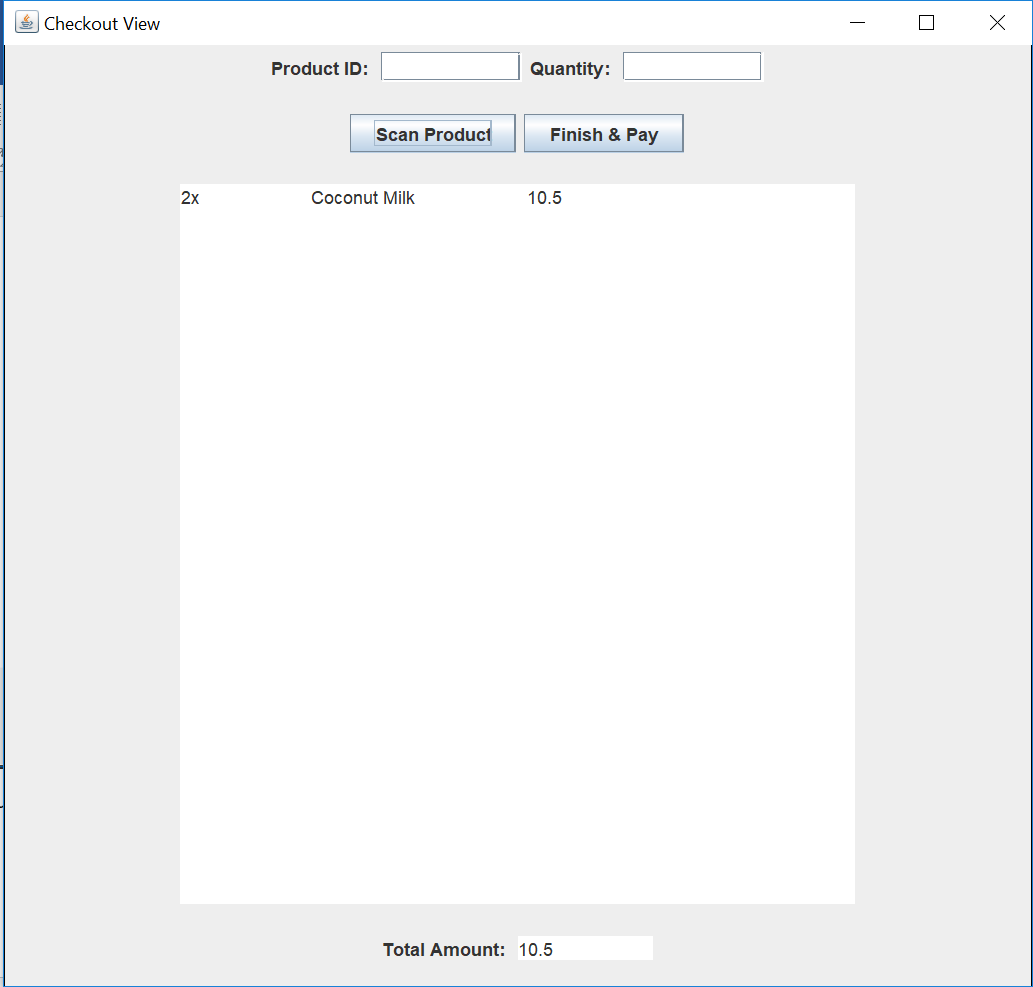 Checkout View
Product ID: Quantity:
Scan Product Finish & Pay
2x Coconut Milk 10.5
Total Amount: 10.5